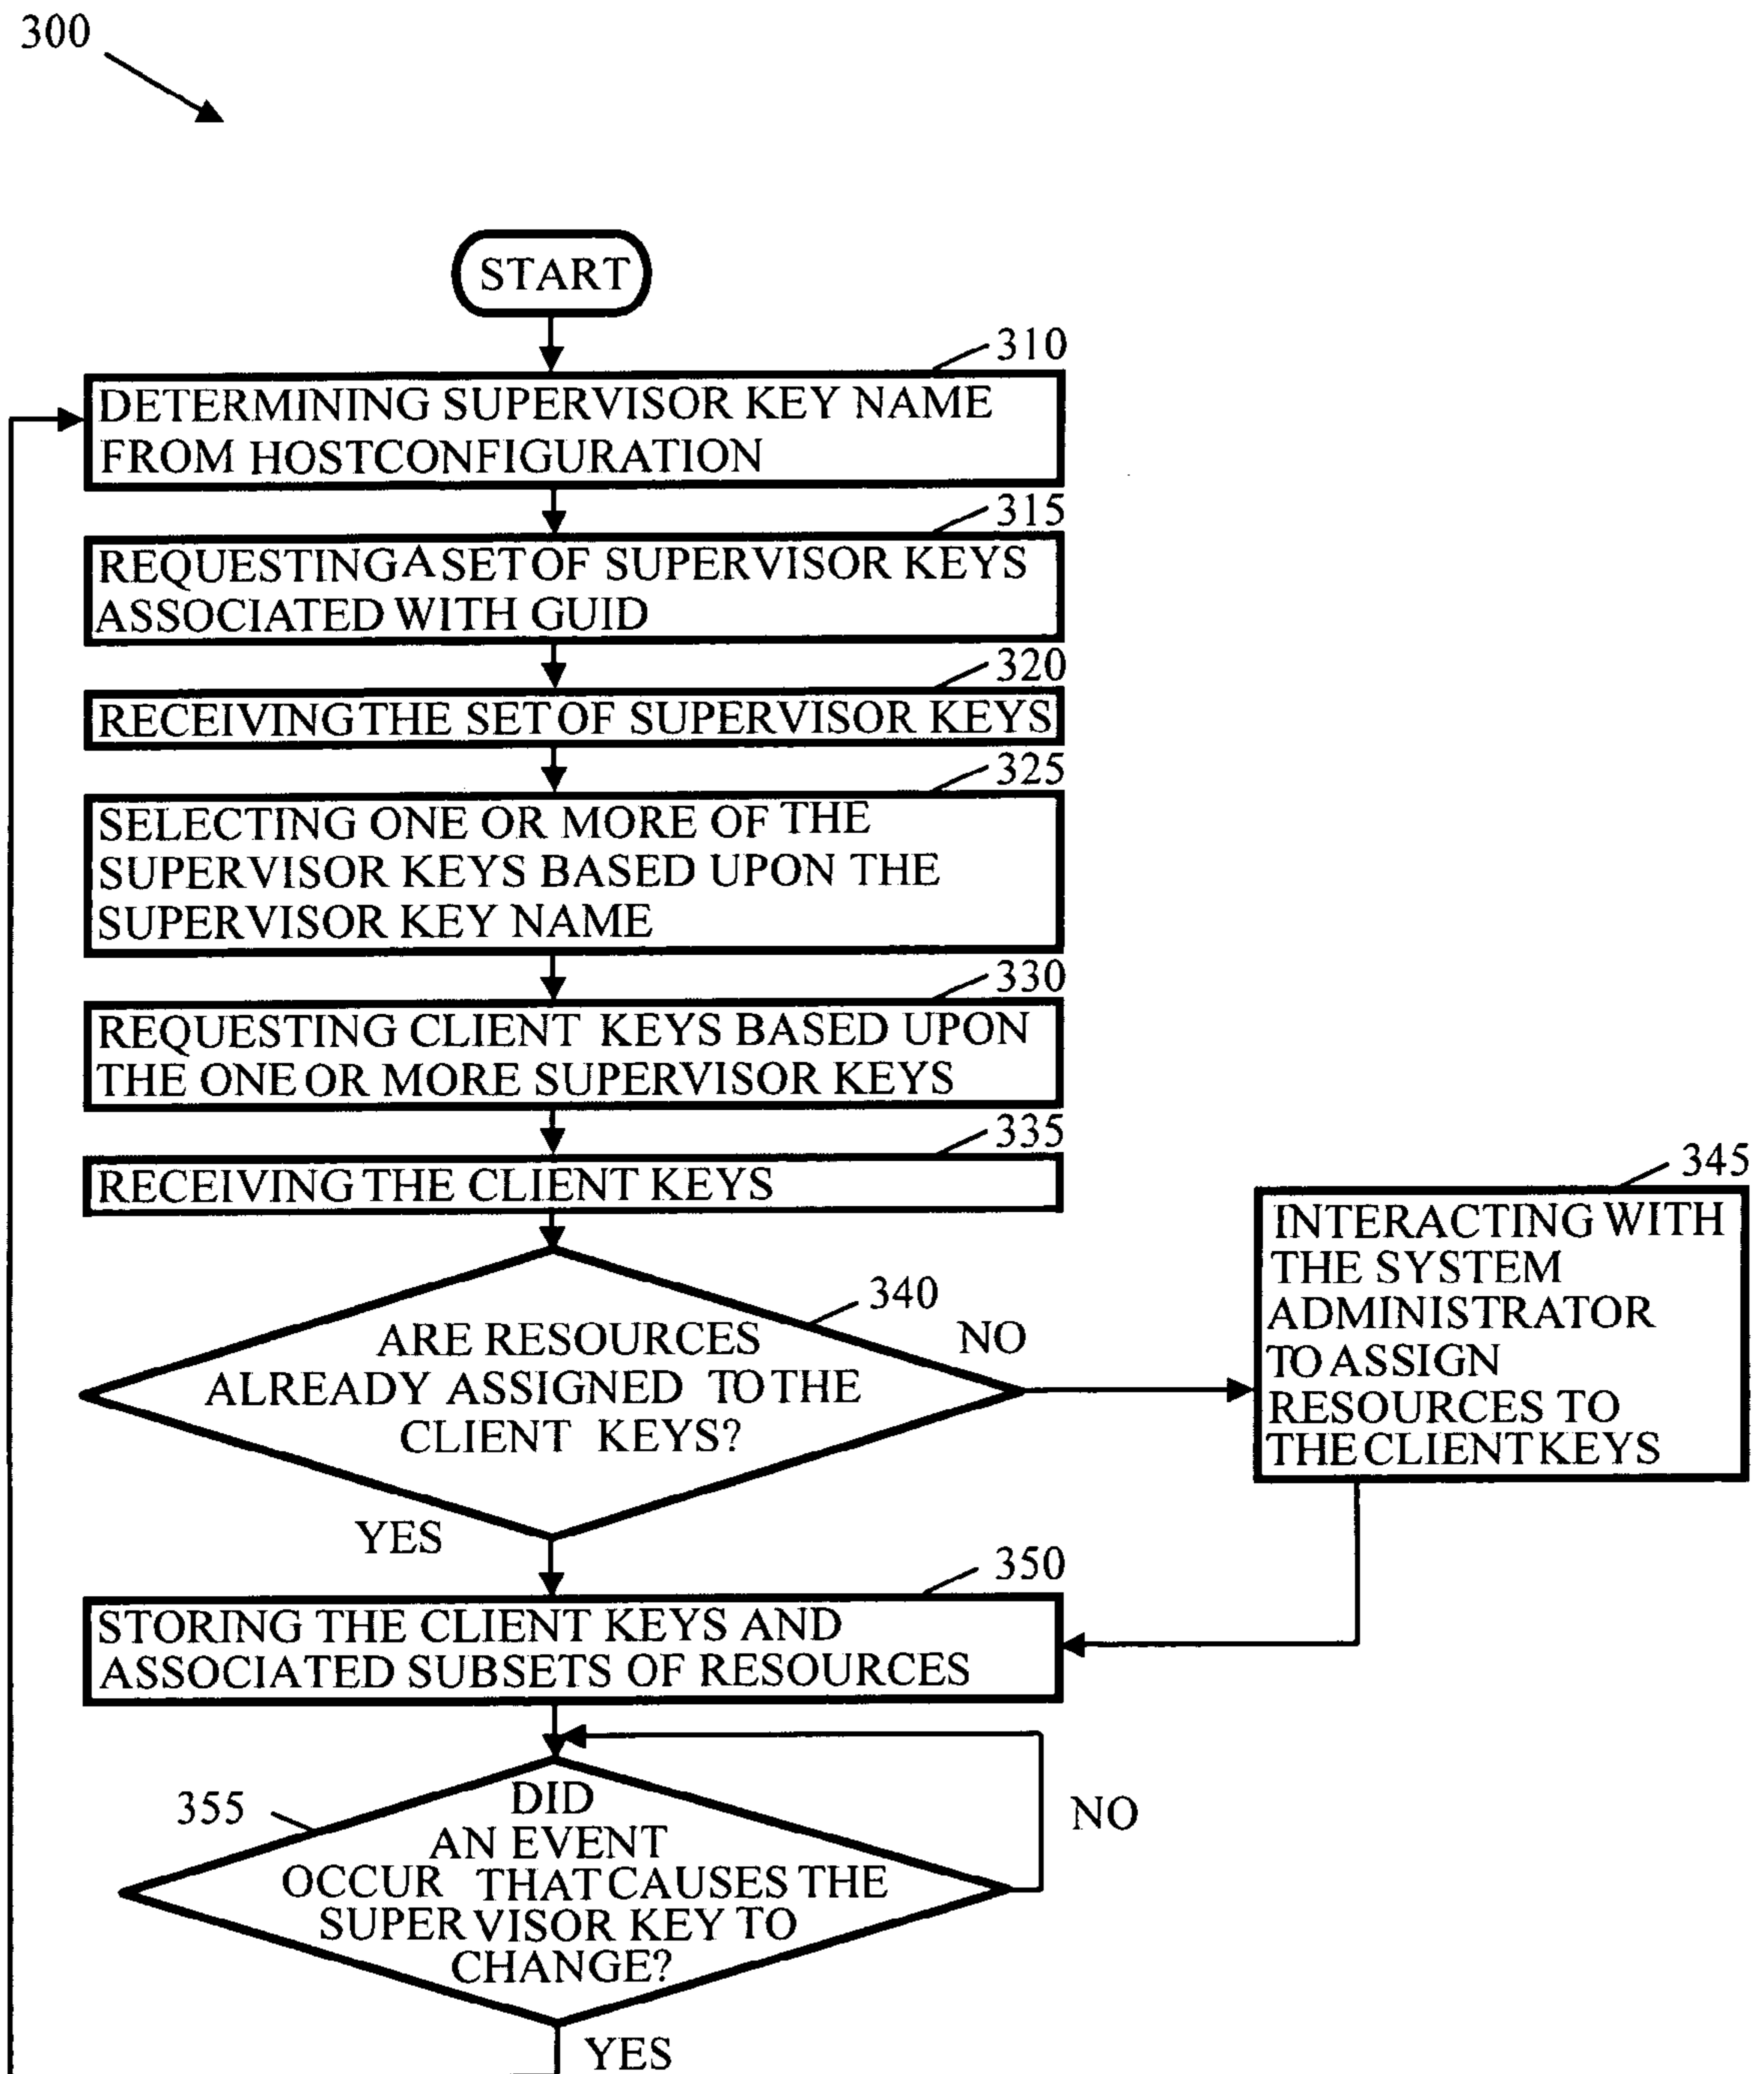 300
START
310
DETERMINING SUPERVISOR KEY NAME
FROM HOSTCONFIGURATION
315
REQUESTING A SET OF SUPERVISOR KEYS
ASSOCIATED WITH GUID
320
RECEIVING THE SET OF SUPERVISOR KEYS
325
SELECTING ONE OR MORE OF THE
SUPERVISOR KEYS BASED UPON THE
SUPERVISOR KEY NAME
330
REQUESTING CLIENT KEYS BASED UPON
THE ONE OR MORE SUPERVISOR KEYS
335
RECEIVING THE CLIENT KEYS
340
ARE RESOURCES
ALREADY ASSIGNED TO THE
CLIENT KEYS?
NO
345
INTERACTING WITH
THE SYSTEM
ADMINISTRATOR
TO ASSIGN
RESOURCES TO
THE CLIENT KEYS
YES
350
STORING THE CLIENT KEYS AND
ASSOCIATED SUBSETS OF RESOURCES
355
DID
AN EVENT
OCCUR THAT CAUSES THE
SUPERVISOR KEY TO
CHANGE?
NO
YES